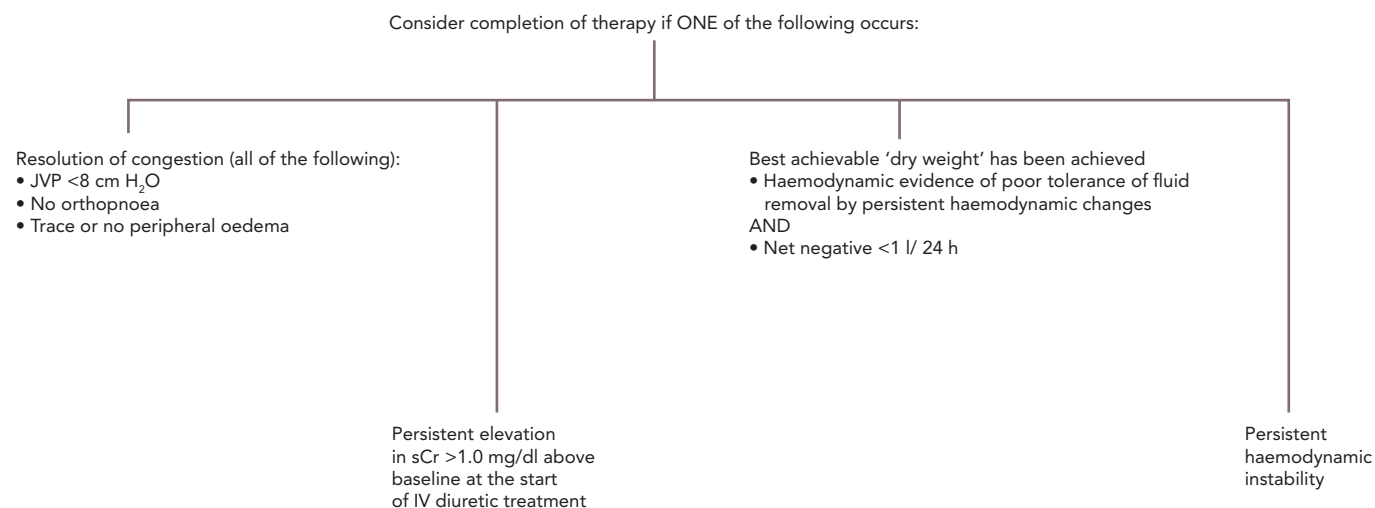 Consider completion of therapy if ONE of the following occurs:
Resolution of congestion (all of the following):
• JVP <8 cm H₂O
• No orthopnoea
• Trace or no peripheral oedema
Persistent elevation
in sCr >1.0 mg/dl above
baseline at the start
of IV diuretic treatment
Best achievable ‘dry weight’ has been achieved
• Haemodynamic evidence of poor tolerance of fluid
removal by persistent haemodynamic changes
AND
• Net negative <1 l/ 24 h
Persistent
haemodynamic
instability